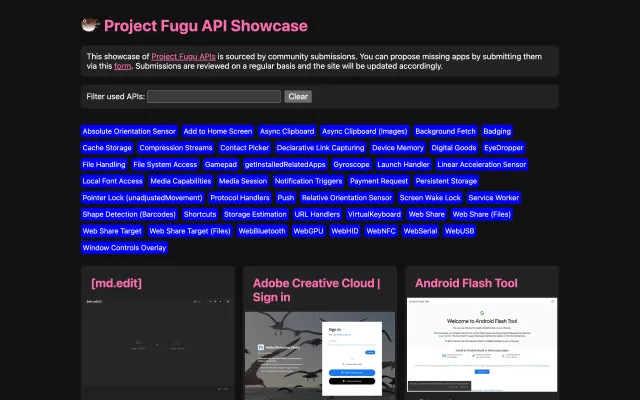 Project Fugu API Showcase
This showcase of Project Fugu APIs is sourced by community submissions. You can propose missing apps by submitting them
via this form. Submissions are reviewed on a regular basis and the site will be updated accordingly.
Filter used APIs: Clear
Absolute Orientation Sensor Add to Home Screen Async Clipboard Async Clipboard (Images) Background Fetch Badging
Cache Storage Compression Streams Contact Picker Declarative Link Capturing Device Memory Digital Goods EyeDropper
File Handling File System Access Gamepad getInstalledRelatedApps Gyroscope Launch Handler Linear Acceleration Sensor
Local Font Access Media Capabilities Media Session Notification Triggers Payment Request Persistent Storage
Pointer Lock (unadjustedMovement) Protocol Handlers Push Relative Orientation Sensor Screen Wake Lock Service Worker
Shape Detection (Barcodes) Shortcuts Storage Estimation URL Handlers VirtualKeyboard Web Share Web Share (Files)
Web Share Target Web Share Target (Files) WebBluetooth WebGPU WebHID WebNFC WebSerial WebUSB
Window Controls Overlay
[md.edit]
Adobe Creative Cloud |
Sign in
Android Flash Tool
Sign in
Welcome to Android Flash Tool